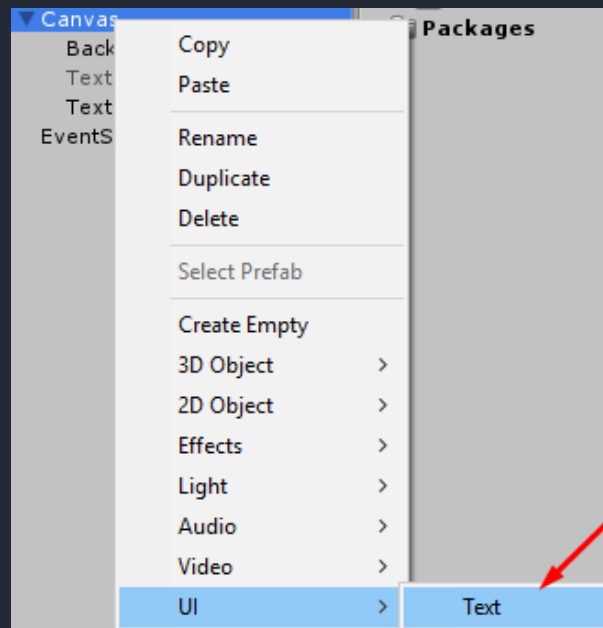 Canvas
Packages
Back
Text
Text
EventS
Copy
Paste
Rename
Duplicate
Delete
Select Prefab
Create Empty
3D Object
2D Object
Effects
Light
Audio
Video
UI
Text